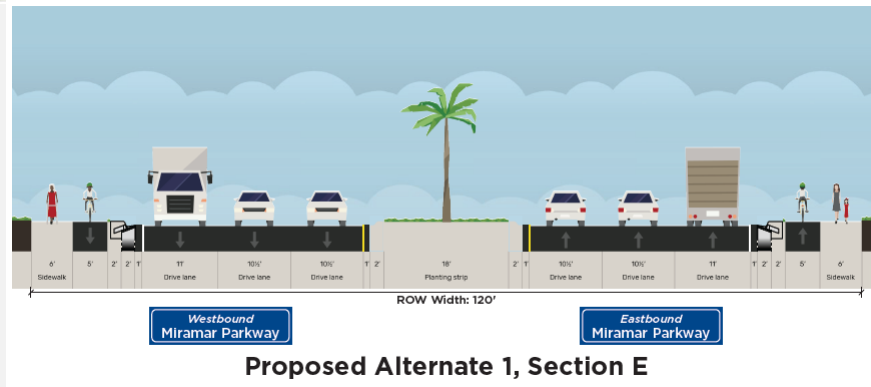 6' 5' 2' 2' 1' 11' 10½' 10½' 1' 2' 18' 2' 1' 10½' 10½' 11' 1' 2' 2' 5' 6'
Sidewalk Drive lane Drive lane Drive lane Planting strip Drive lane Drive lane Drive lane Sidewalk
ROW Width: 120'
Westbound
Miramar Parkway
Eastbound
Miramar Parkway
Proposed Alternate 1, Section E